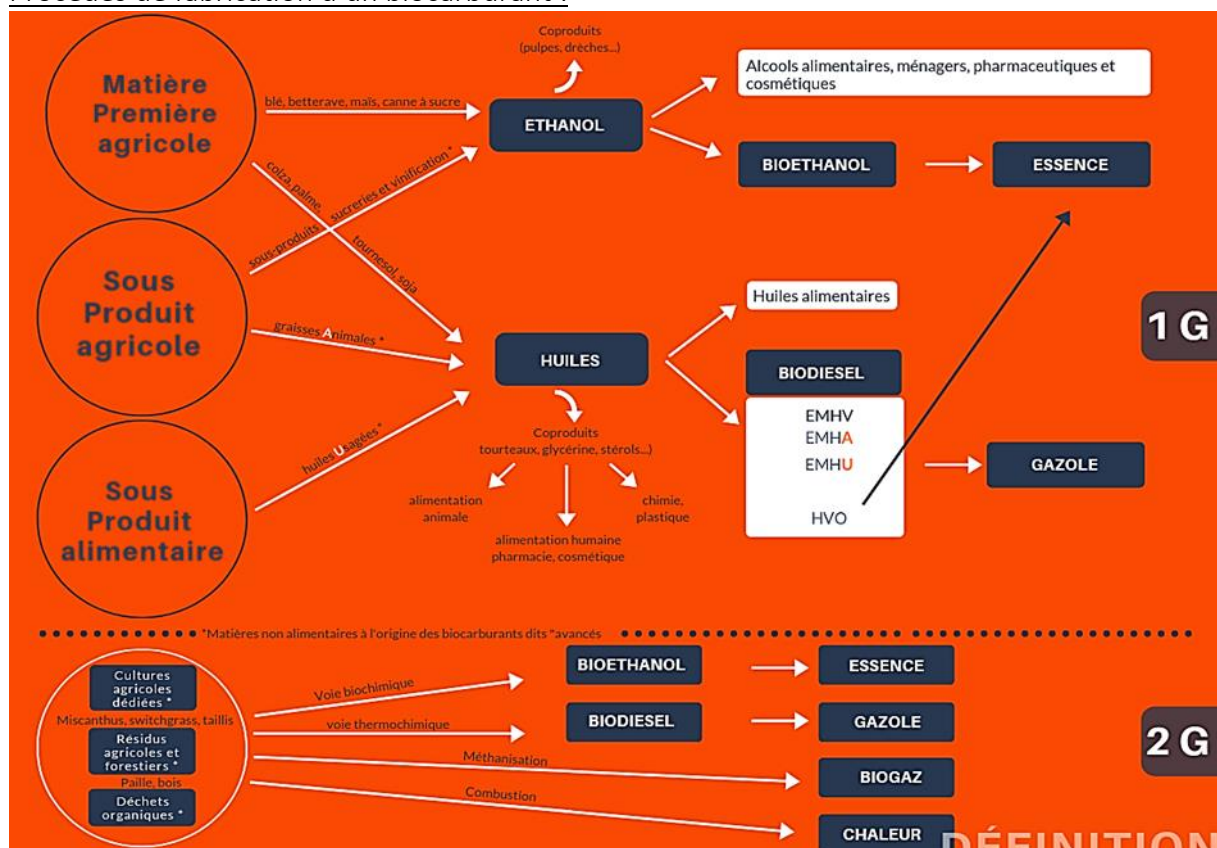 Procédés de fabrication d'un biocarburant :
Coproduits
(pulpes, drèches...)
Matière
Première
agricole
blé, betterave, maïs, canne à sucre
ETHANOL
Alcools alimentaires, ménagers, pharmaceutiques et
cosmétiques
BIOETHANOL
ESSENCE
colza, palme,
tournesol, soja
sous-produits sucreries et vinification *
Sous
Produit
agricole
graisses Animales *
HUILES
Huiles alimentaires
1 G
BIODIESEL
EMHV
EMHA
EMHU
HVO
GAZOLE
Coproduits
tourteaux, glycérine, stérols...)
huiles Usagées *
alimentation
animale
chimie,
plastique
alimentation humaine
pharmacie, cosmétique
Sous
Produit
alimentaire
*Matières non alimentaires à l'origine des biocarburants dits "avancés
Cultures
agricoles
dédiées *
Miscanthus, switchgrass, taillis
Résidus
agricoles et
forestiers *
Paille, bois
Déchets
organiques *
Voie biochimique
BIOETHANOL
ESSENCE
voie thermochimique
BIODIESEL
GAZOLE
2 G
Méthanisation
BIOGAZ
Combustion
CHALEUR
DÉFINITION